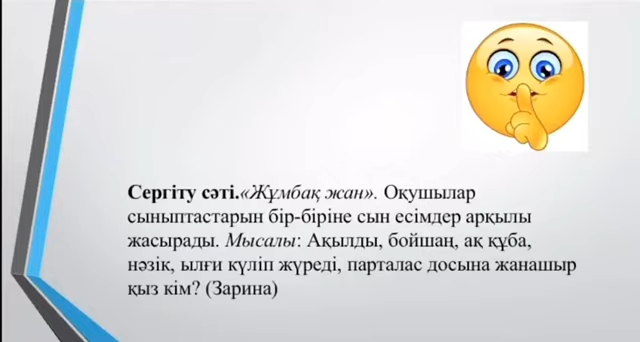 Сергіту сәті.«Жұмбақ жан». Оқушылар
сыныптастарын бір-біріне сын есімдер арқылы
жасырады. Мысалы: Ақылды, бойшаң, ақ құба,
нәзік, ылғи күліп жүреді, парталас досына жанашыр
қыз кім? (Зарина)